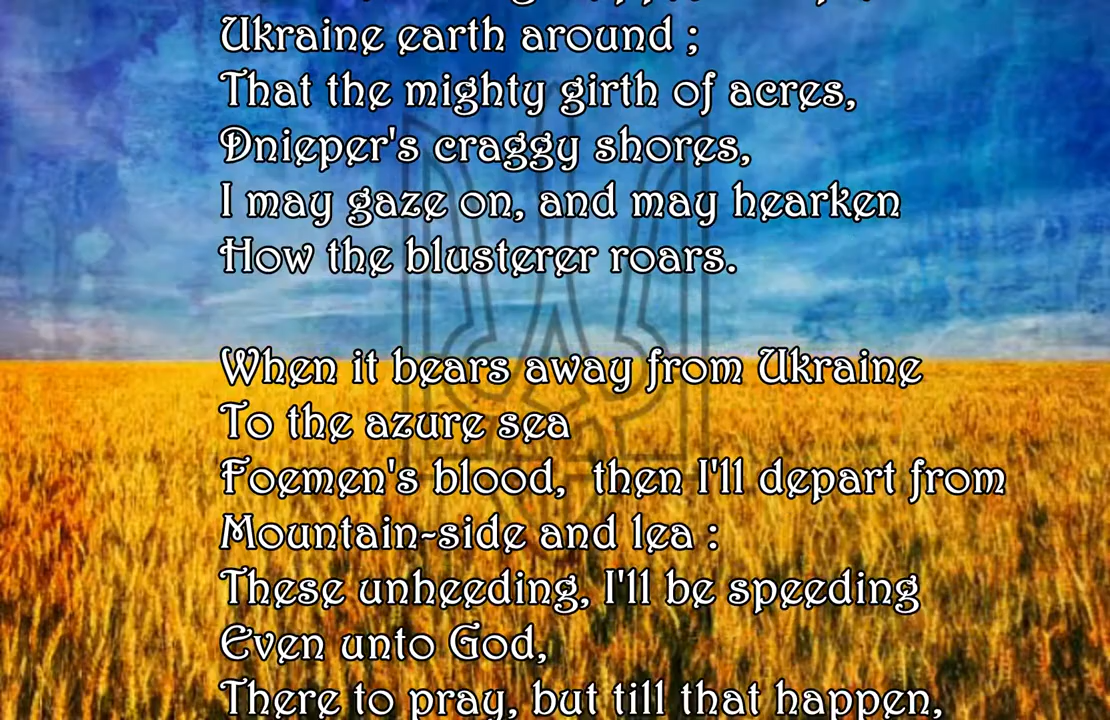 Ukraine earth around ;
That the mighty girth of acres,
Dnieper's craggy shores,
I may gaze on, and may hearken
How the blusterer roars.
When it bears away from Ukraine
To the azure sea
Foemen's blood, then I'll depart from
Mountain-side and lea :
These unheeding, I'll be speeding
Even unto God,
There to pray, but till that happen,